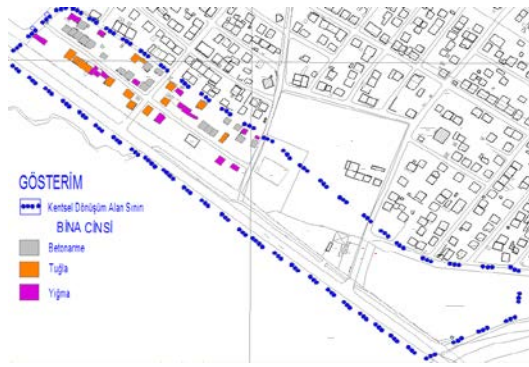 GÖSTERİM
Kentsel Dönüşüm Alan Sınırı
BİNA CİNSİ
Betonarme
Tuğla
Yığma